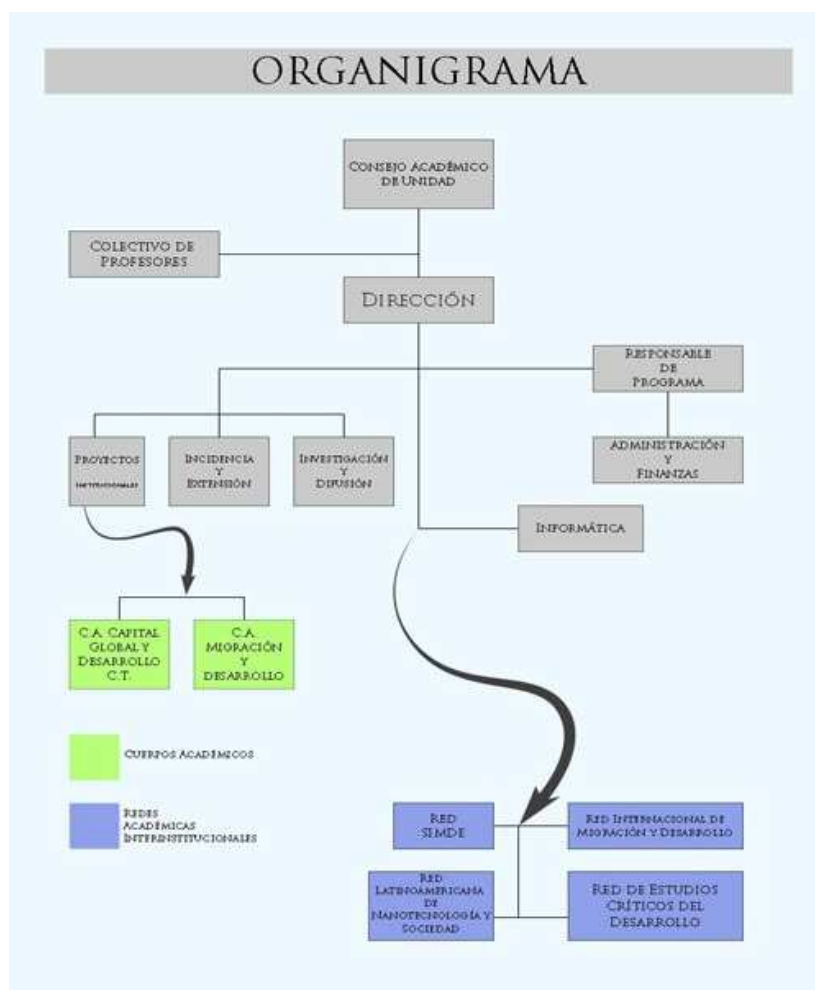 ORGANIGRAMA
CONSEJO ACADÉMICO
DE UNIDAD
COLECTIVO DE
PROFESORES
DIRECCIÓN
RESPONSABLE
DE
PROGRAMA
PROYECTOS
INSTITUCIONALES
INCIDENCIA
Y
EXTENSIÓN
INVESTIGACIÓN
Y
DIFUSIÓN
ADMINISTRACIÓN
Y
FINANZAS
INFORMÁTICA
C.A. CAPITAL
GLOBAL Y
DESARROLLO
C.T.
C.A.
MIGRACIÓN
Y
DESARROLLO
CUERPOS ACADÉMICOS
REDES
ACADÉMICAS
INTERINSTITUCIONALES
RED
SIMDE
RED INTERNACIONAL DE
MIGRACIÓN Y DESARROLLO
RED
LATINOAMERICANA
DE
NANOTECNOLOGÍA Y
SOCIEDAD
RED DE ESTUDIOS
CRÍTICOS DEL
DESARROLLO